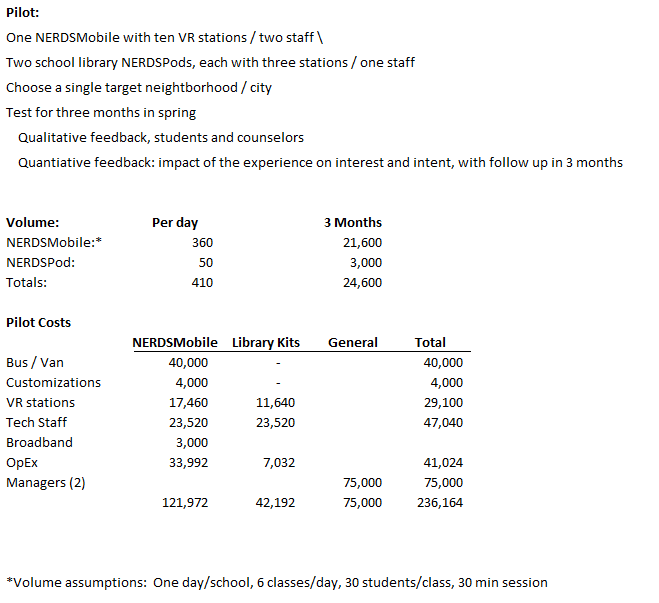 Pilot:
One NERDSMobile with ten VR stations / two staff \
Two school library NERDSPods, each with three stations / one staff
Choose a single target neightborhood / city
Test for three months in spring
Qualitative feedback, students and counselors
Quantiative feedback: impact of the experience on interest and intent, with follow up in 3 months
Volume: Per day 3 Months
NERDSMobile:* 360 21,600
NERDSPod: 50 3,000
Totals: 410 24,600
Pilot Costs
NERDSMobile Library Kits General Total
Bus / Van 40,000 - 40,000
Customizations 4,000 - 4,000
VR stations 17,460 11,640 29,100
Tech Staff 23,520 23,520 47,040
Broadband 3,000
OpEx 33,992 7,032 41,024
Managers (2) 75,000 75,000
121,972 42,192 75,000 236,164
*Volume assumptions: One day/school, 6 classes/day, 30 students/class, 30 min session